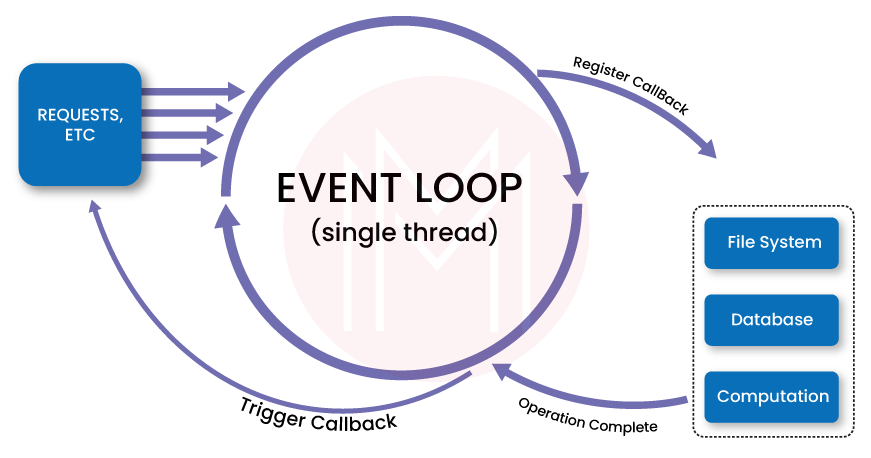 REQUESTS,
ETC
Register CallBack
EVENT LOOP
(single thread)
File System
Database
Computation
Operation Complete
Trigger Callback